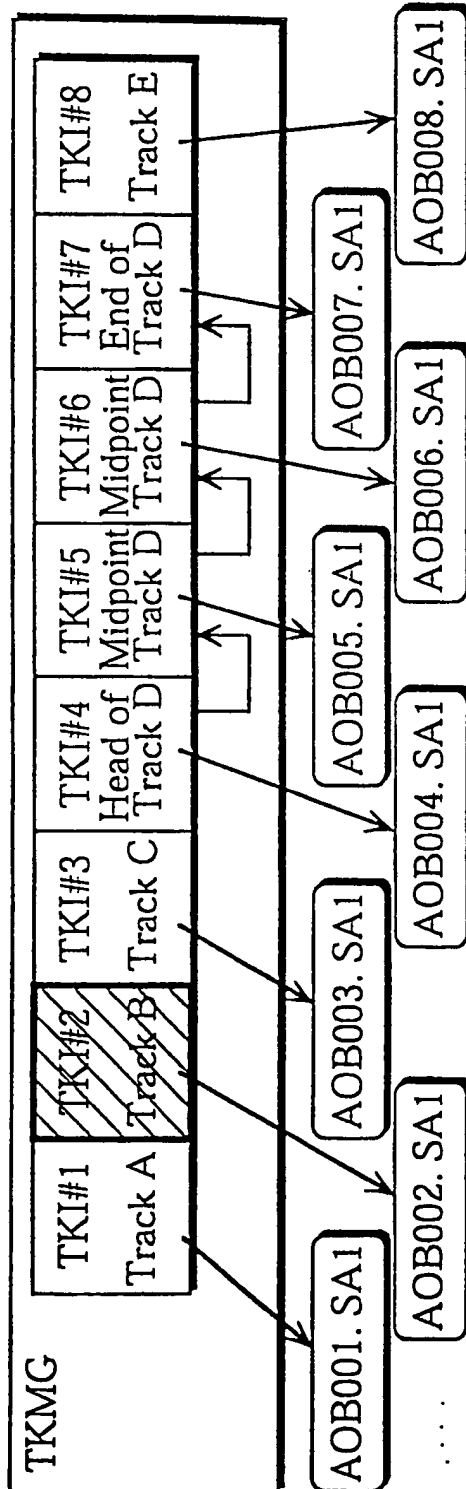 TKMG
TKI#1
Track A
TKI#2
Track B
TKI#3
Track C
TKI#4
Head of
Track D
TKI#5
Midpoint
Track D
TKI#6
Midpoint
Track D
TKI#7
End of
Track D
TKI#8
Track E
AOB001. SA1
AOB002. SA1
AOB003. SA1
AOB004. SA1
AOB005. SA1
AOB006. SA1
AOB007. SA1
AOB008. SA1
....